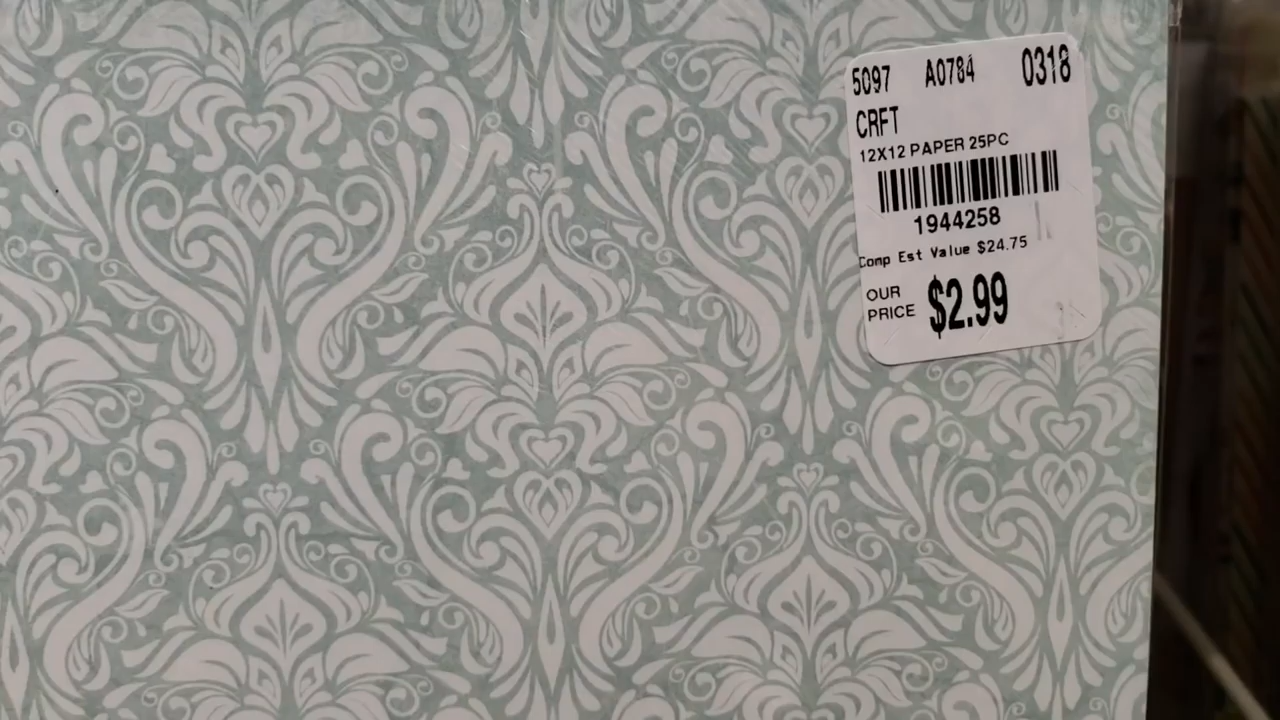 5097 A0784 0318
CRFT
12X12 PAPER 25PC
1944258
Comp Est Value $24.75
OUR PRICE $2.99